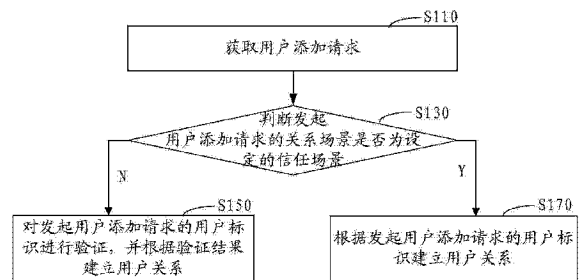 S110
获取用户添加请求
S130
判断发起
用户添加请求的关系场景是否为设
定的信任场景
N
Y
S150
对发起用户添加请求的用户标
识进行验证，并根据验证结果
建立用户关系
S170
根据发起用户添加请求的用户标
识建立用户关系